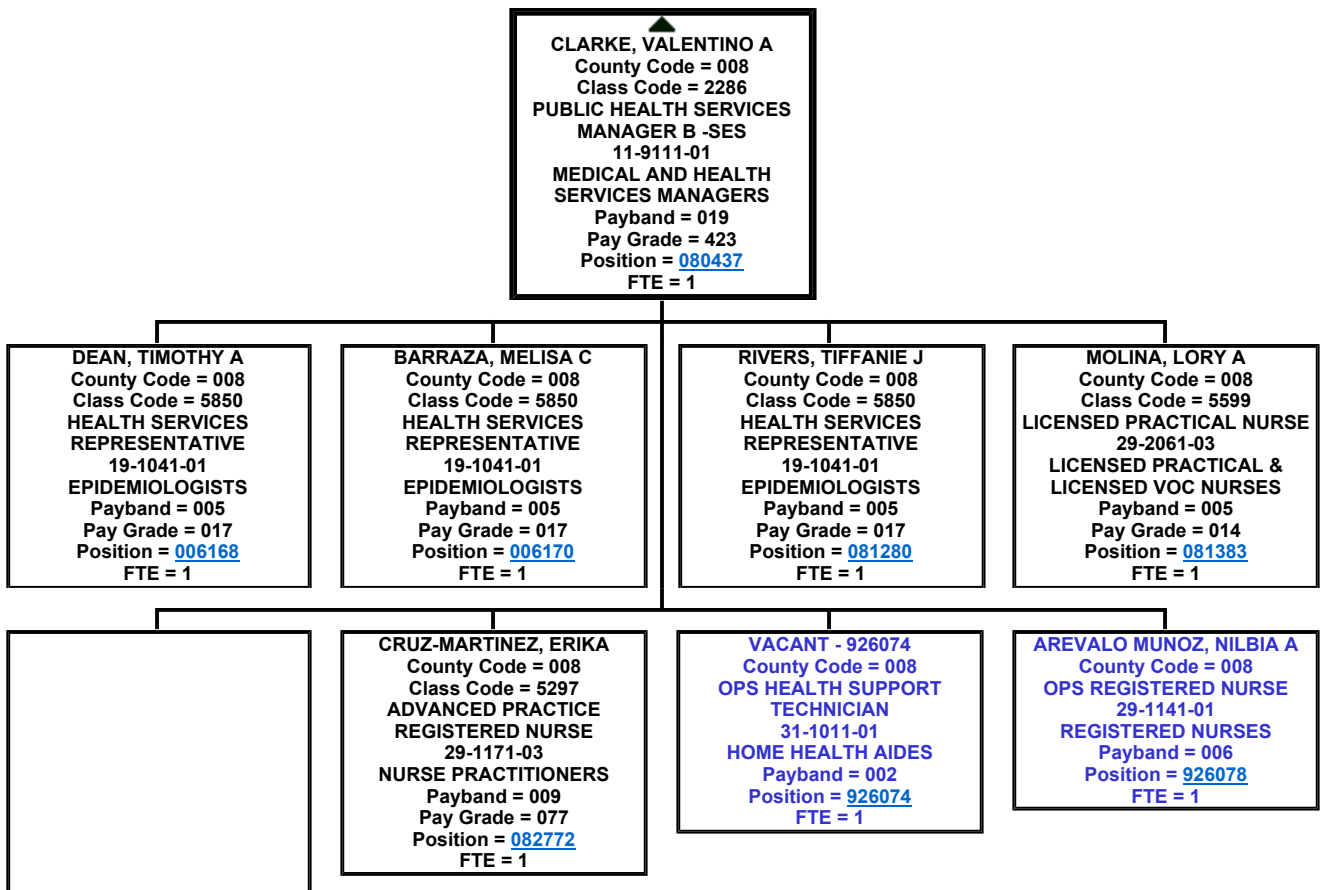 CLARKE, VALENTINO A
County Code = 008
Class Code = 2286
PUBLIC HEALTH SERVICES
MANAGER B -SES
11-9111-01
MEDICAL AND HEALTH
SERVICES MANAGERS
Payband = 019
Pay Grade = 423
Position = 080437
FTE = 1
DEAN, TIMOTHY A
County Code = 008
Class Code = 5850
HEALTH SERVICES
REPRESENTATIVE
19-1041-01
EPIDEMIOLOGISTS
Payband = 005
Pay Grade = 017
Position = 006168
FTE = 1
BARRAZA, MELISA C
County Code = 008
Class Code = 5850
HEALTH SERVICES
REPRESENTATIVE
19-1041-01
EPIDEMIOLOGISTS
Payband = 005
Pay Grade = 017
Position = 006170
FTE = 1
RIVERS, TIFFANIE J
County Code = 008
Class Code = 5850
HEALTH SERVICES
REPRESENTATIVE
19-1041-01
EPIDEMIOLOGISTS
Payband = 005
Pay Grade = 017
Position = 081280
FTE = 1
MOLINA, LORY A
County Code = 008
Class Code = 5599
LICENSED PRACTICAL NURSE
29-2061-03
LICENSED PRACTICAL &
LICENSED VOC NURSES
Payband = 005
Pay Grade = 014
Position = 081383
FTE = 1
CRUZ-MARTINEZ, ERIKA
County Code = 008
Class Code = 5297
ADVANCED PRACTICE
REGISTERED NURSE
29-1171-03
NURSE PRACTITIONERS
Payband = 009
Pay Grade = 077
Position = 082772
FTE = 1
VACANT - 926074
County Code = 008
OPS HEALTH SUPPORT
TECHNICIAN
31-1011-01
HOME HEALTH AIDES
Payband = 002
Position = 926074
FTE = 1
AREVALO MUNOZ, NILBIA A
County Code = 008
OPS REGISTERED NURSE
29-1141-01
REGISTERED NURSES
Payband = 006
Position = 926078
FTE = 1